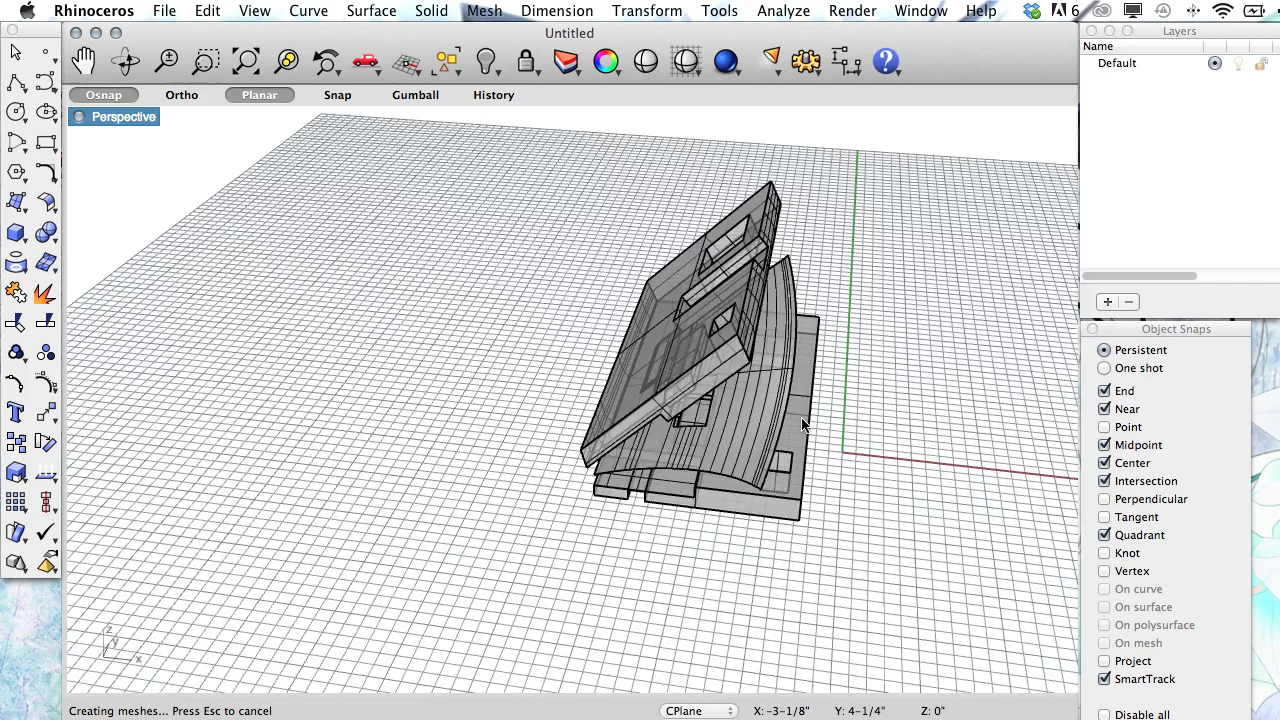 Rhinoceros File Edit View Curve Surface Solid Mesh Dimension Transformation Tools Analyze Render Window Help 6
Untitled
Osnap Ortho Planar Snap Gumball History
Perspective
z
y
x
Creating meshes... Press Esc to cancel CPlane X: -3-1/8" Y: 4-1/4" Z: 0"
Layers
Name
Default
+ −
Object Snaps
Persistent
One shot
End
Near
Point
Midpoint
Center
Intersection
Perpendicular
Tangent
Quadrant
Knot
Vertex
On curve
On surface
On polysurface
On mesh
Project
SmartTrack
Disable all